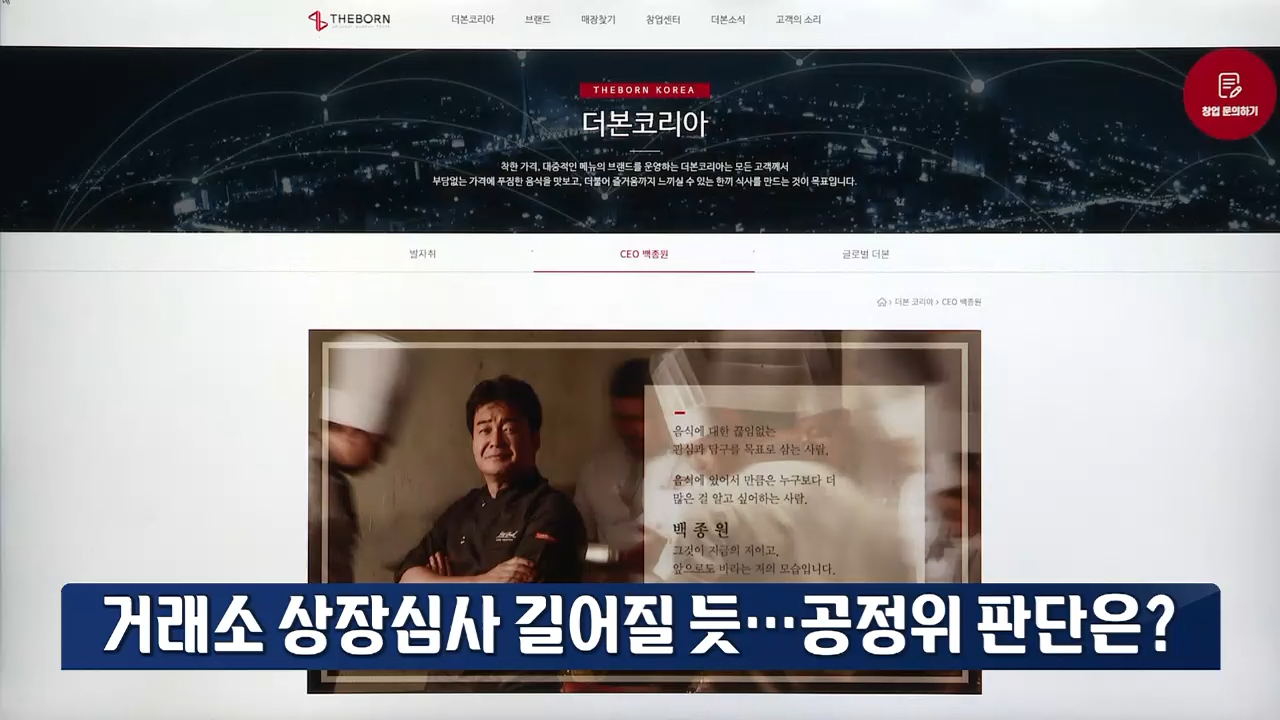 THEBORN
더본코리아 브랜드 매장찾기 창업센터 더본소식 고객의 소리
THEBORN KOREA
더본코리아
착한 가격, 대중적인 메뉴의 브랜드를 운영하는 더본코리아는 모든 고객께서
부담없는 가격에 푸짐한 음식을 맛보고, 더불어 즐거움까지 느끼실 수 있는 한끼 식사를 만드는 것이 목표입니다.
창업 문의하기
발자취 CEO 백종원 글로벌 더본
더본 코리아 > CEO 백종원
음식에 대한 끊임없는
관심과 탐구를 목표로 삼는 사람,
음식에 있어서 만큼은 누구보다 더
많은 걸 알고 싶어하는 사람.
백종원
그것이 지금의 저이고,
앞으로도 바라는 저의 모습입니다.
거래소 상장심사 길어질 듯…공정위 판단은?